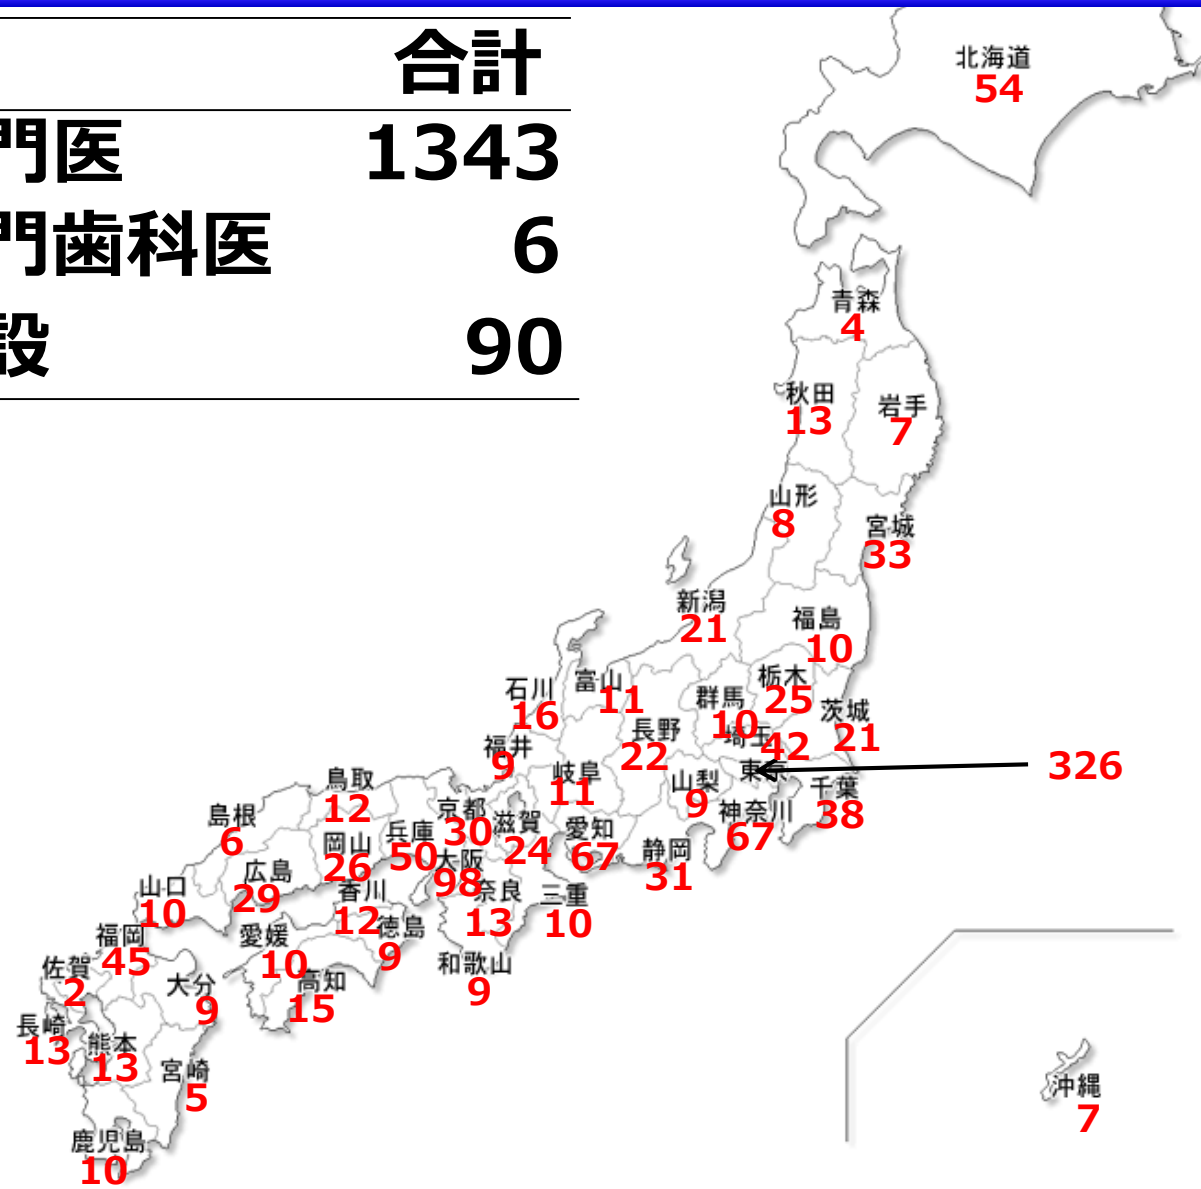 合計
門医 1343
門歯科医 6
設 90
北海道
54
青森
4
秋田
13
岩手
7
山形
8
宮城
33
新潟
21
福島
10
石川
16
富山
11
群馬
10
栃木
25
茨城
21
福井
9
長野
22
埼玉
42
岐阜
11
山梨
9
東京
326
千葉
38
神奈川
67
鳥取
12
島根
6
岡山
26
兵庫
50
京都
30
滋賀
24
愛知
67
静岡
31
広島
29
大阪
98
奈良
13
三重
10
山口
10
香川
12
徳島
9
愛媛
10
高知
15
和歌山
9
福岡
45
佐賀
2
大分
9
長崎
13
熊本
13
宮崎
5
鹿児島
10
沖縄
7